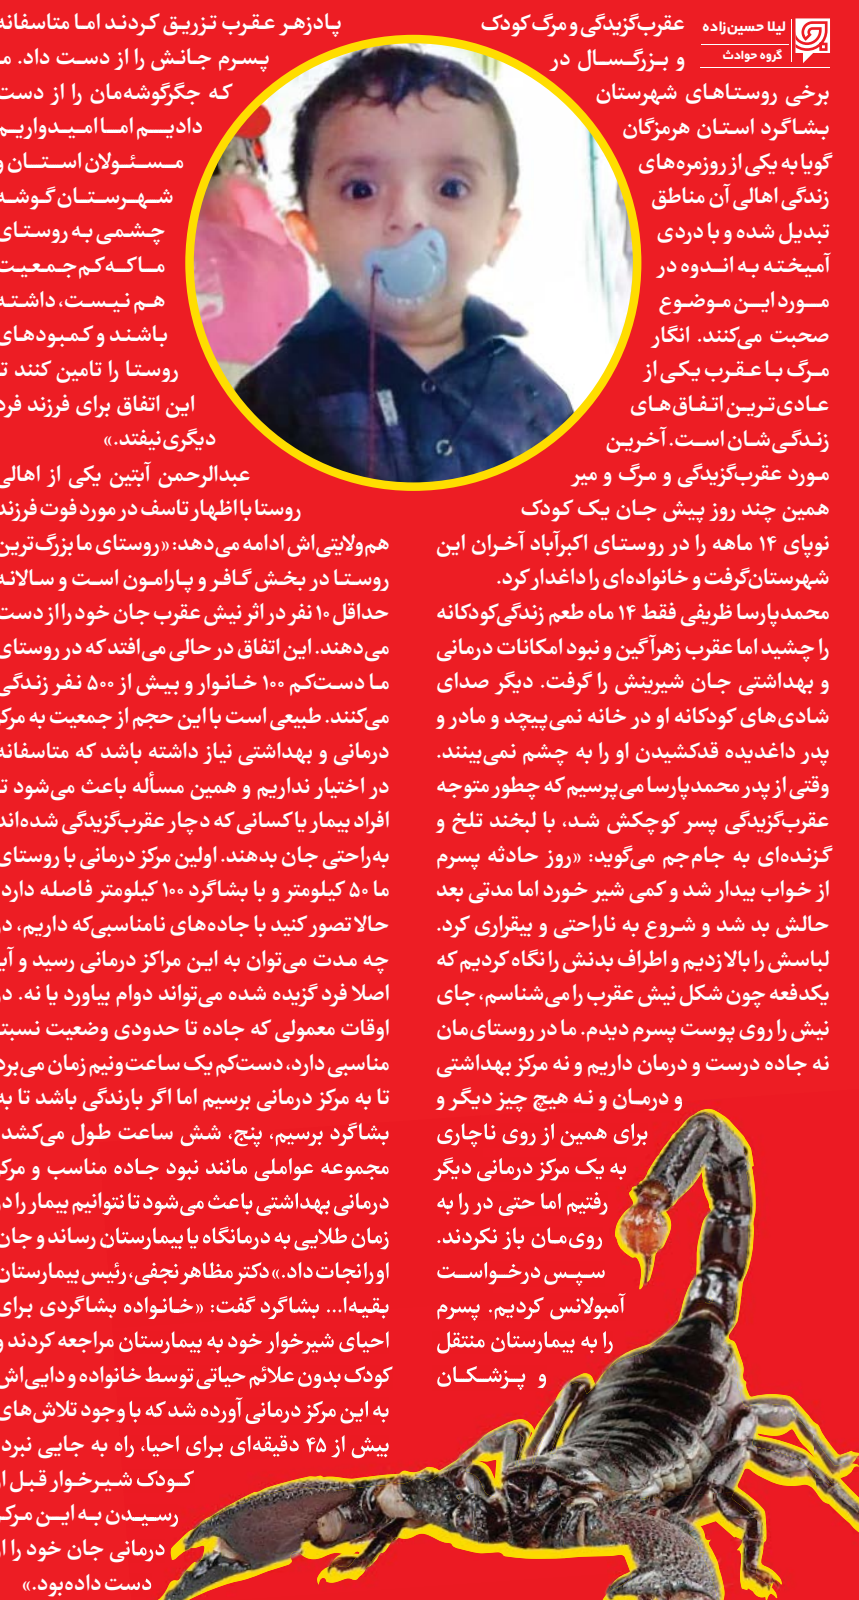 لیلا حسین‌زاده
گروه حوادث
عقرب‌گزیدگی و مرگ کودک
و بزرگسال در
برخی روستاهای شهرستان
بشاگرد استان هرمزگان
گویا به یکی از روزمره‌های
زندگی اهالی آن مناطق
تبدیل شده و با دردی
آمیخته به اندوه در
مورد این موضوع
صحبت می‌کنند. انگار
مرگ با عقرب یکی از
عادی‌ترین اتفاق‌های
زندگی‌شان است. آخرین
مورد عقرب‌گزیدگی و مرگ و میر
همین چند روز پیش جان یک کودک
نوپای ۱۴ ماهه را در روستای اکبرآباد آخران این
شهرستان‌گرفت و خانواده‌ای را داغدار کرد.
محمدپارسا ظریفی فقط ۱۴ ماه طعم زندگی‌کودکانه
را چشید اما عقرب زهرآگین و نبود امکانات درمانی
و بهداشتی جان شیرینش را گرفت. دیگر صدای
شادی‌های کودکانه او در خانه نمی‌پیچد و مادر و
پدر داغدیده قدکشیدن او را به چشم نمی‌بینند.
وقتی از پدر محمدپارسا می‌پرسیم که چطور متوجه
عقرب‌گزیدگی پسر کوچکش شد، با لبخند تلخ و
گزنده‌ای به جام‌جم می‌گوید: «روز حادثه پسرم
از خواب بیدار شد و کمی شیر خورد اما مدتی بعد
حالش بد شد و شروع به ناراحتی و بیقراری کرد.
لباسش را بالا زدیم و اطراف بدنش را نگاه کردیم که
یکدفعه چون شکل نیش عقرب را می‌شناسم، جای
نیش را روی پوست پسرم دیدم. ما در روستای‌مان
نه جاده درست و درمان داریم و نه مرکز بهداشتی
و درمان و نه هیچ چیز دیگر و
برای همین از روی ناچاری
به یک مرکز درمانی دیگر
رفتیم اما حتی در را به
روی‌مان باز نکردند.
سپس درخواست
آمبولانس کردیم. پسرم
را به بیمارستان منتقل
و پزشکان
پادزهر عقرب تزریق کردند اما متاسفانه
پسرم جانش را از دست داد. ما
که جگرگوشه‌مان را از دست
دادیم اما امیدواریم
مسئولان استان و
شهرستان گوشه
چشمی به روستای
ما که کم جمعیت
هم نیست، داشته
باشند و کمبودهای
روستا را تامین کنند تا
این اتفاق برای فرزند فرد
دیگری نیفتد.»
عبدالرحمن آبتین یکی از اهالی
روستا با اظهار تاسف در مورد فوت فرزند
هم‌ولایتی‌اش ادامه می‌دهد: «روستای ما بزرگ‌ترین
روستا در بخش گافر و پارامون است و سالانه
حداقل ۱۰ نفر در اثر نیش عقرب جان خود را از دست
می‌دهند. این اتفاق در حالی می‌افتد که در روستای
ما دست‌کم ۱۰۰ خانوار و بیش از ۵۰۰ نفر زندگی
می‌کنند. طبیعی است با این حجم از جمعیت به مرکز
درمانی و بهداشتی نیاز داشته باشد که متاسفانه
در اختیار نداریم و همین مسأله باعث می‌شود تا
افراد بیمار یا کسانی که دچار عقرب‌گزیدگی شده‌اند
به‌راحتی جان بدهند. اولین مرکز درمانی با روستای
ما ۵۰ کیلومتر و با بشاگرد ۱۰۰ کیلومتر فاصله دارد.
حالا تصور کنید با جاده‌های نامناسبی‌که داریم، در
چه مدت می‌توان به این مراکز درمانی رسید و آیا
اصلا فرد گزیده شده می‌تواند دوام بیاورد یا نه. در
اوقات معمولی که جاده تا حدودی وضعیت نسبتا
مناسبی دارد، دست‌کم یک ساعت‌ونیم زمان می‌برد
تا به مرکز درمانی برسیم اما اگر بارندگی باشد تا به
بشاگرد برسیم، پنج، شش ساعت طول می‌کشد.
مجموعه عواملی مانند نبود جاده مناسب و مرکز
درمانی بهداشتی باعث می‌شود تا نتوانیم بیمار را در
زمان طلایی به درمانگاه یا بیمارستان رساند و جان
او را نجات داد.» دکتر مظاهر نجفی، رئیس بیمارستان
بقیه‌ا... بشاگرد گفت: «خانواده بشاگردی برای
احیای شیرخوار خود به بیمارستان مراجعه کردند و
کودک بدون علائم حیاتی توسط خانواده و دایی‌اش
به این مرکز درمانی آورده شد که با وجود تلاش‌های
بیش از ۴۵ دقیقه‌ای برای احیا، راه به جایی نبرد.
کودک شیرخوار قبل از
رسیدن به این مرکز
درمانی جان خود را از
دست داده‌بود.»